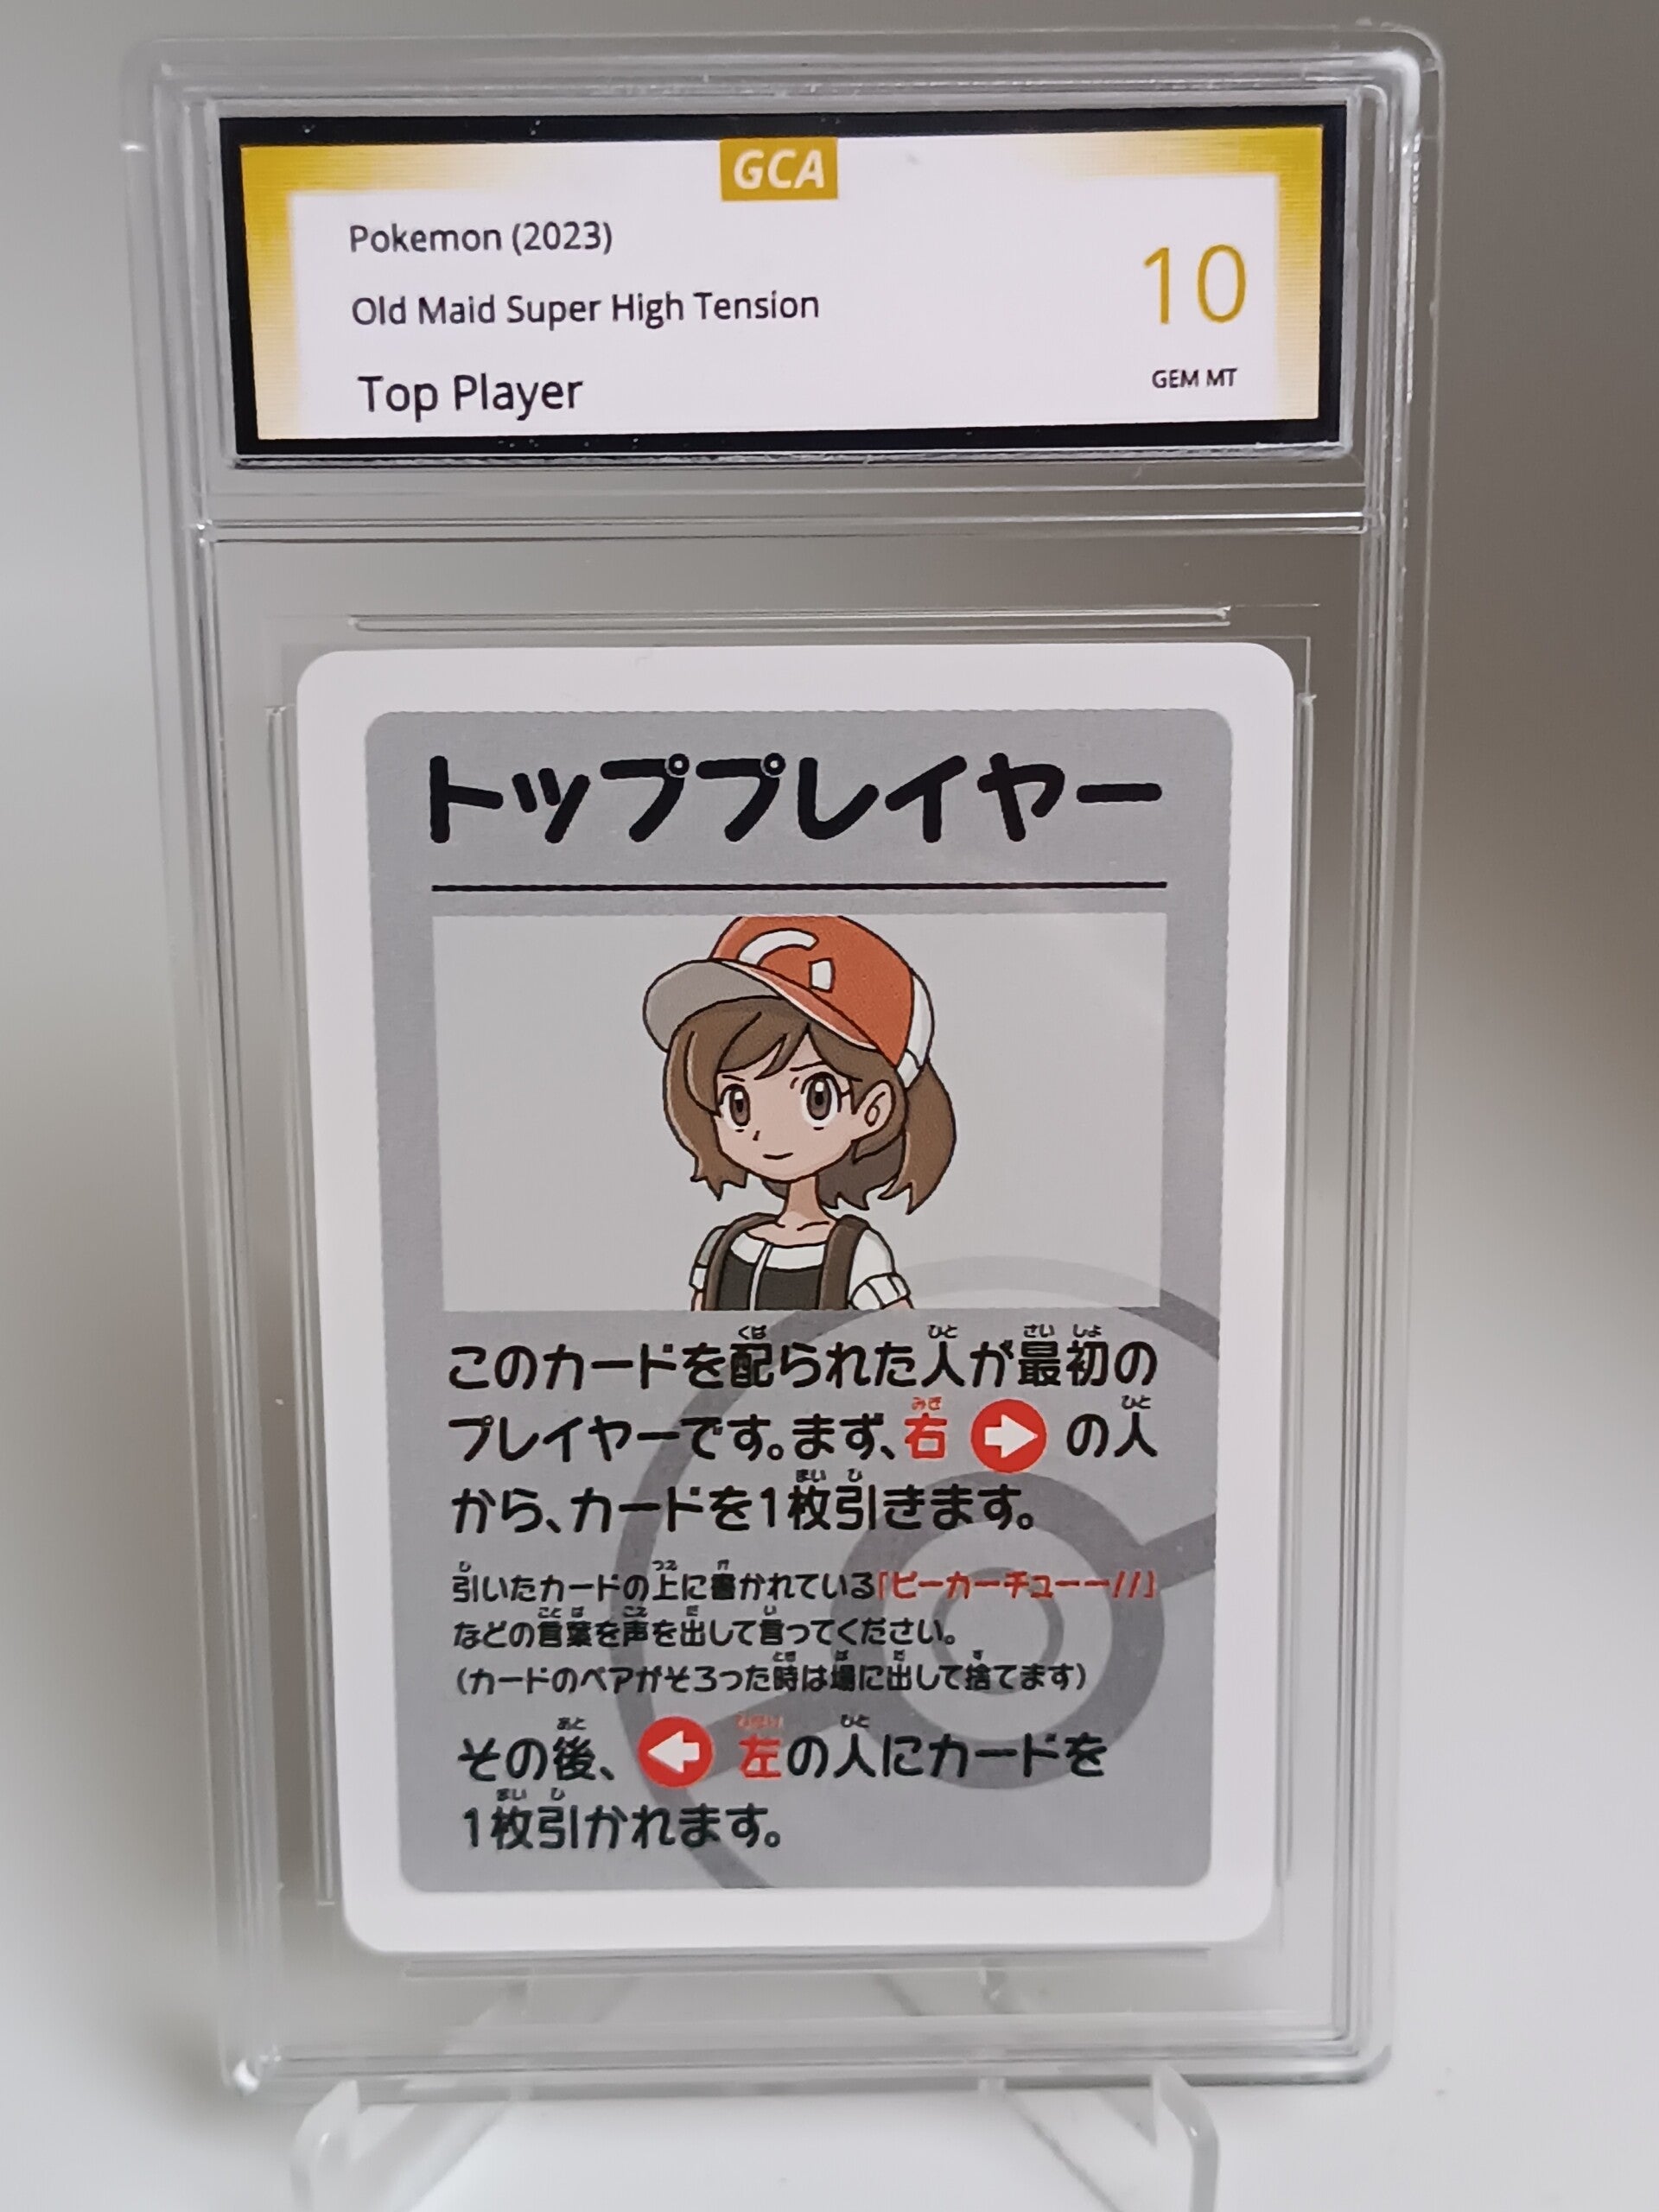 GCA
Pokemon (2023)
Old Maid Super High Tension
Top Player
10
GEM MT
トッププレイヤー
このカードを配られた人が最初の
プレイヤーです。まず、右の人
から、カードを1枚引きます。
引いたカードの上に書かれている「ピーカーチューー!!」
などの言葉を声を出して言ってください。
(カードのペアがそろった時は場に出して捨てます)
その後、左の人にカードを
1枚引かれます。